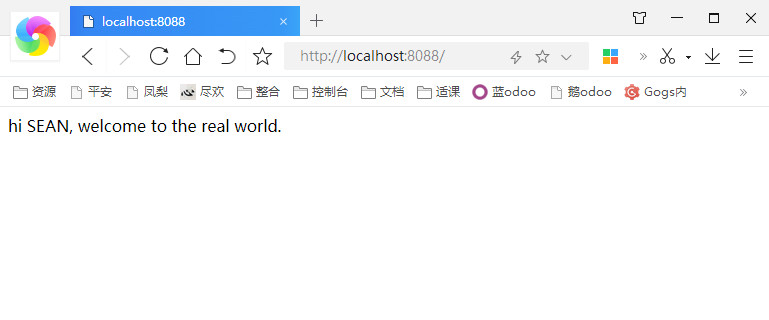 localhost:8088
http://localhost:8088/
资源 平安 凤梨 尽欢 整合 控制台 文档 适课 蓝odoo 鹅odoo Gogs内
hi SEAN, welcome to the real world.